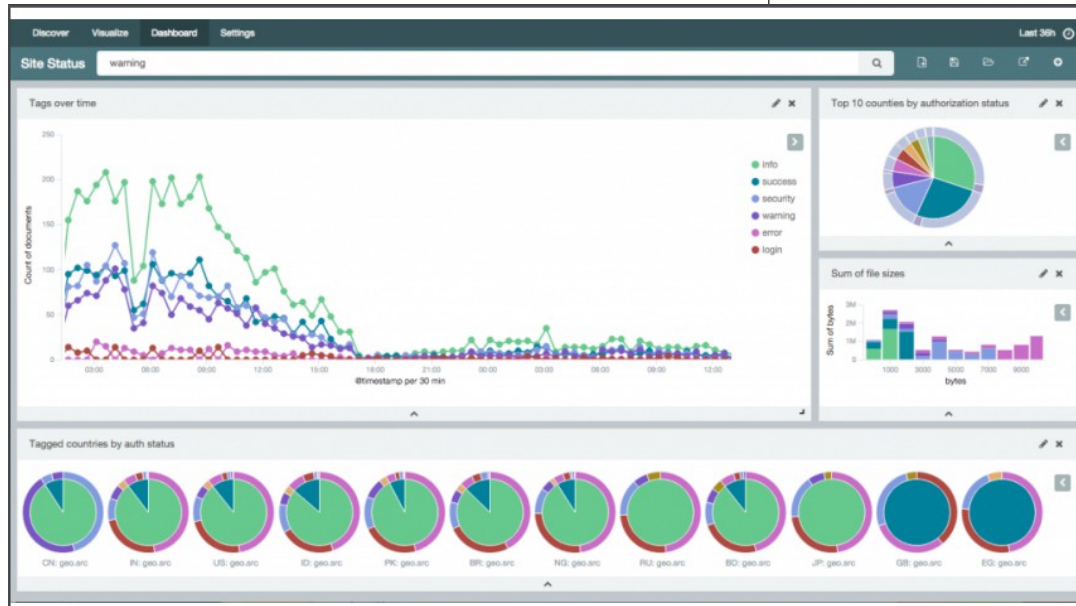 Discover Visualize Dashboard Settings Last 36h
Site Status warning
Tags over time
250
200
150
100
50
0
Count of documents
03:00 06:00 09:00 12:00 15:00 18:00 21:00 00:00 03:00 06:00 09:00 12:00
@timestamp per 30 min
info
success
security
warning
error
login
Top 10 counties by authorization status
Sum of file sizes
3M
2M
1M
0
Sum of bytes
1000 3000 5000 7000 9000
bytes
Tagged countries by auth status
CN: geo.src IN: geo.src US: geo.src ID: geo.src PK: geo.src BR: geo.src NG: geo.src RU: geo.src BD: geo.src JP: geo.src GB: geo.src EG: geo.src